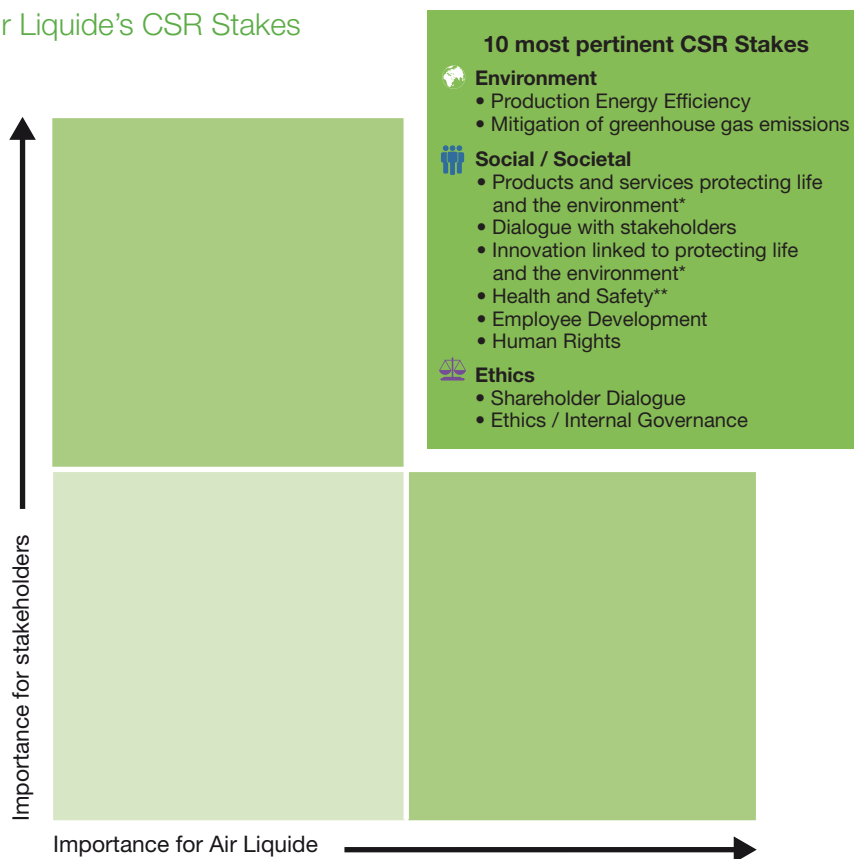 r Liquide's CSR Stakes
10 most pertinent CSR Stakes
Environment
• Production Energy Efficiency
• Mitigation of greenhouse gas emissions
Social / Societal
• Products and services protecting life
and the environment*
• Dialogue with stakeholders
• Innovation linked to protecting life
and the environment*
• Health and Safety**
• Employee Development
• Human Rights
Ethics
• Shareholder Dialogue
• Ethics / Internal Governance
Importance for stakeholders
Importance for Air Liquide